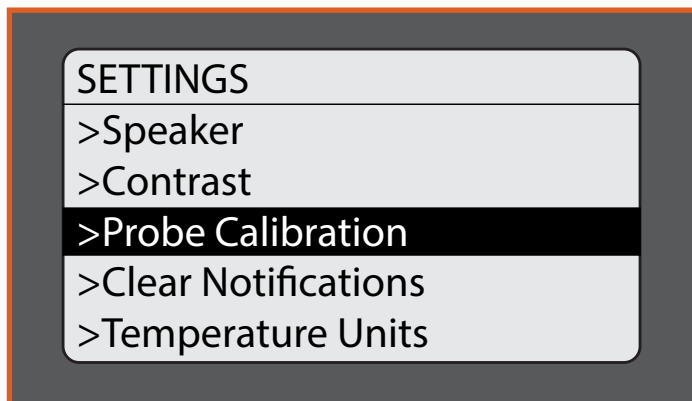 SETTINGS
>Speaker
>Contrast
>Probe Calibration
>Clear Notifications
>Temperature Units